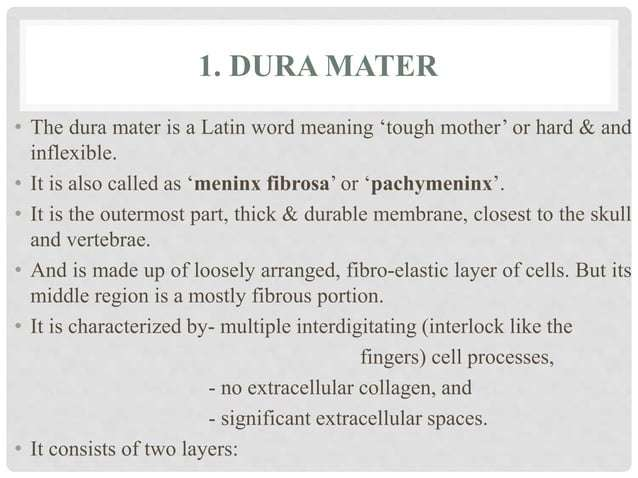 1. DURA MATER
• The dura mater is a Latin word meaning ‘tough mother’ or hard & and
inflexible.
• It is also called as ‘meninx fibrosa’ or ‘pachymeninx’.
• It is the outermost part, thick & durable membrane, closest to the skull
and vertebrae.
• And is made up of loosely arranged, fibro-elastic layer of cells. But its
middle region is a mostly fibrous portion.
• It is characterized by- multiple interdigitating (interlock like the
fingers) cell processes,
- no extracellular collagen, and
- significant extracellular spaces.
• It consists of two layers: